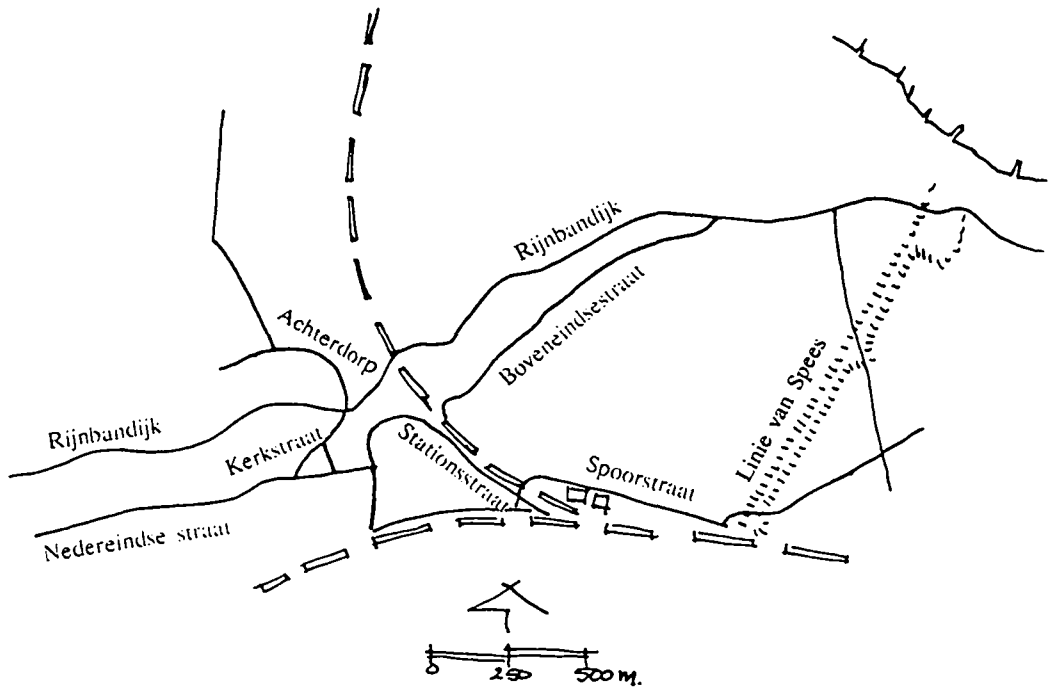 Rijnbandijk
Achterdorp
Boveneindsestraat
Rijnbandijk
Kerkstraat
Stationsstraat
Spoorstraat
Linie van Spees
Nedereindse straat
0 250 500 m.